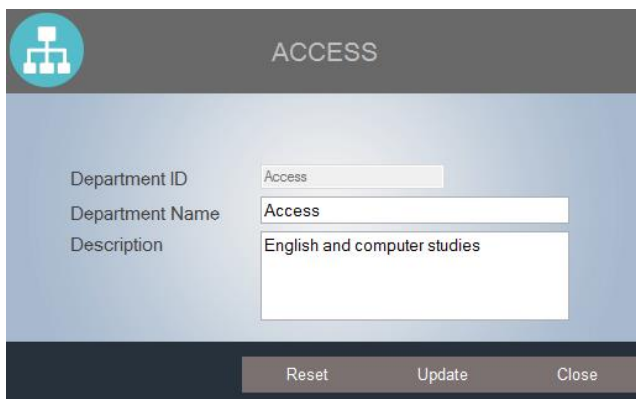 ACCESS
Department ID Access
Department Name Access
Description English and computer studies
Reset Update Close